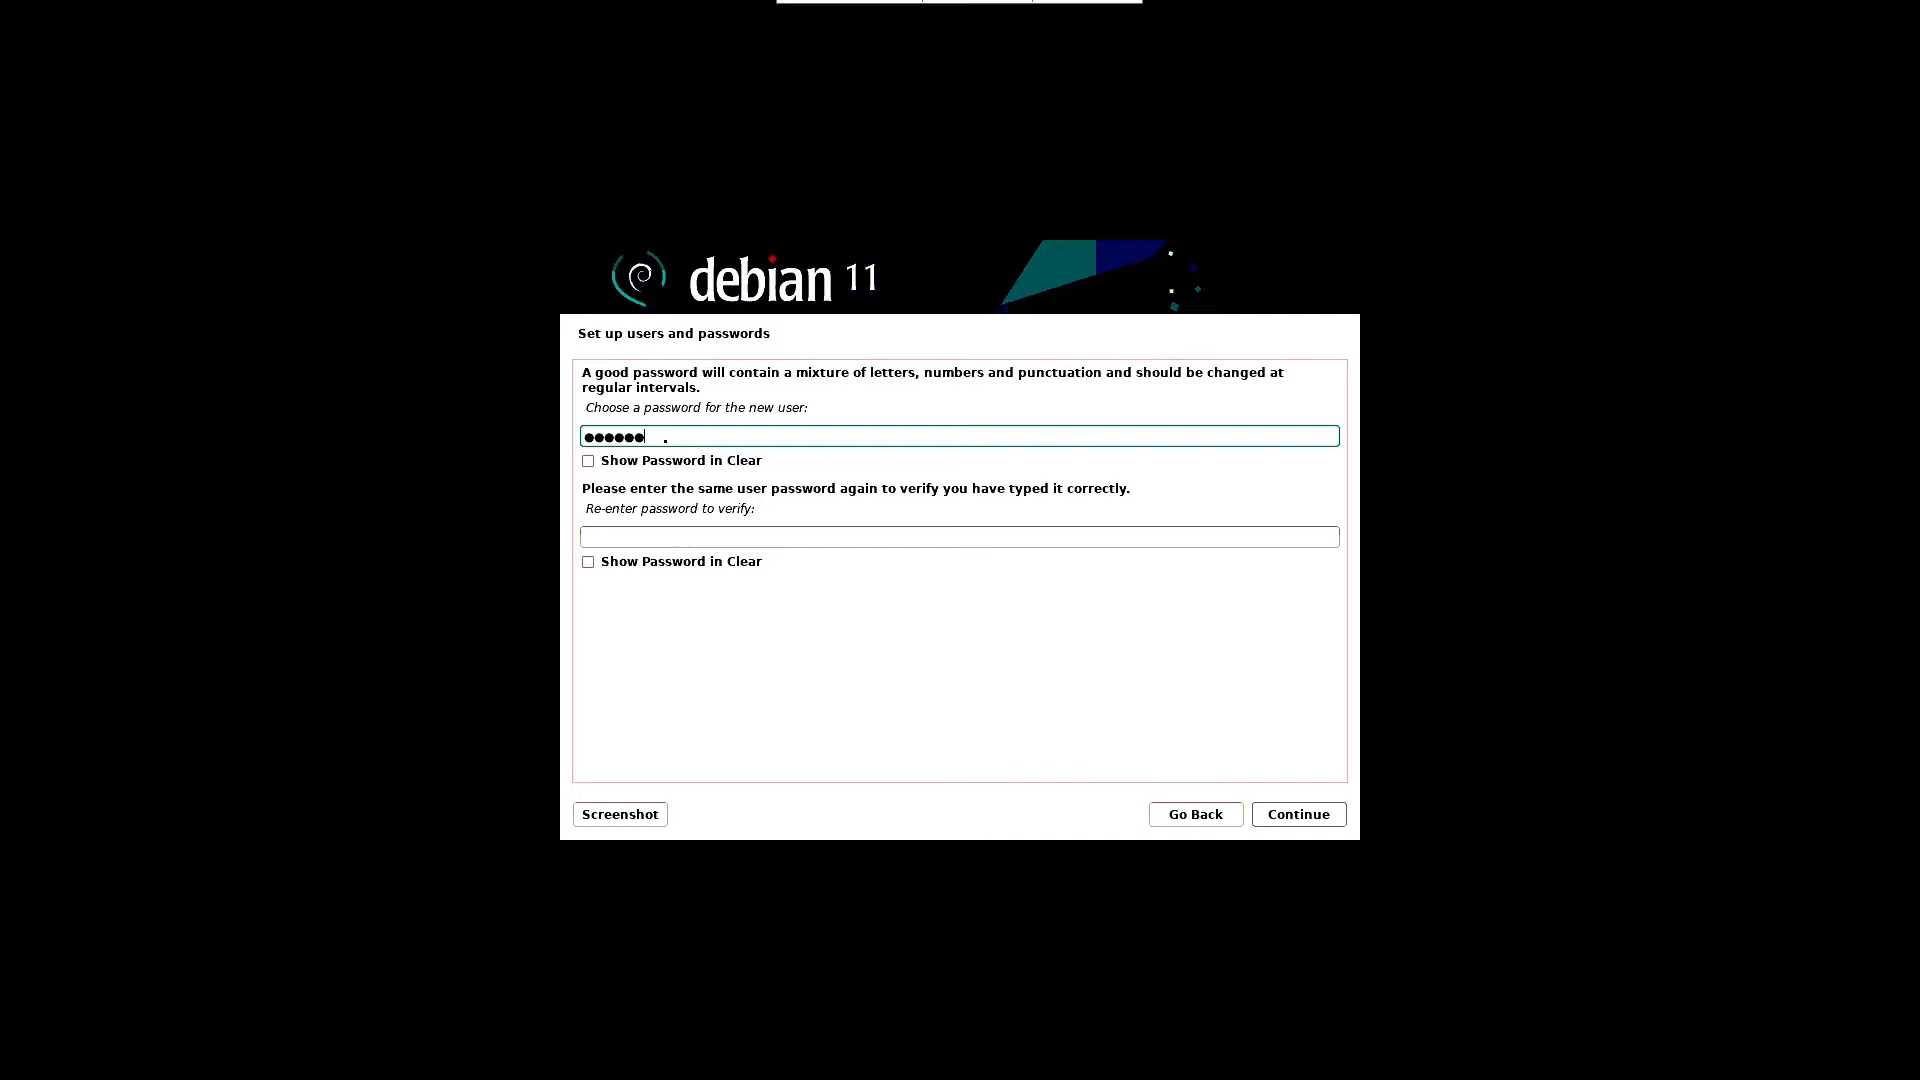 debian 11
Set up users and passwords
A good password will contain a mixture of letters, numbers and punctuation and should be changed at
regular intervals.
Choose a password for the new user:
●●●●●●
Show Password in Clear
Please enter the same user password again to verify you have typed it correctly.
Re-enter password to verify:
Show Password in Clear
Screenshot
Go Back
Continue